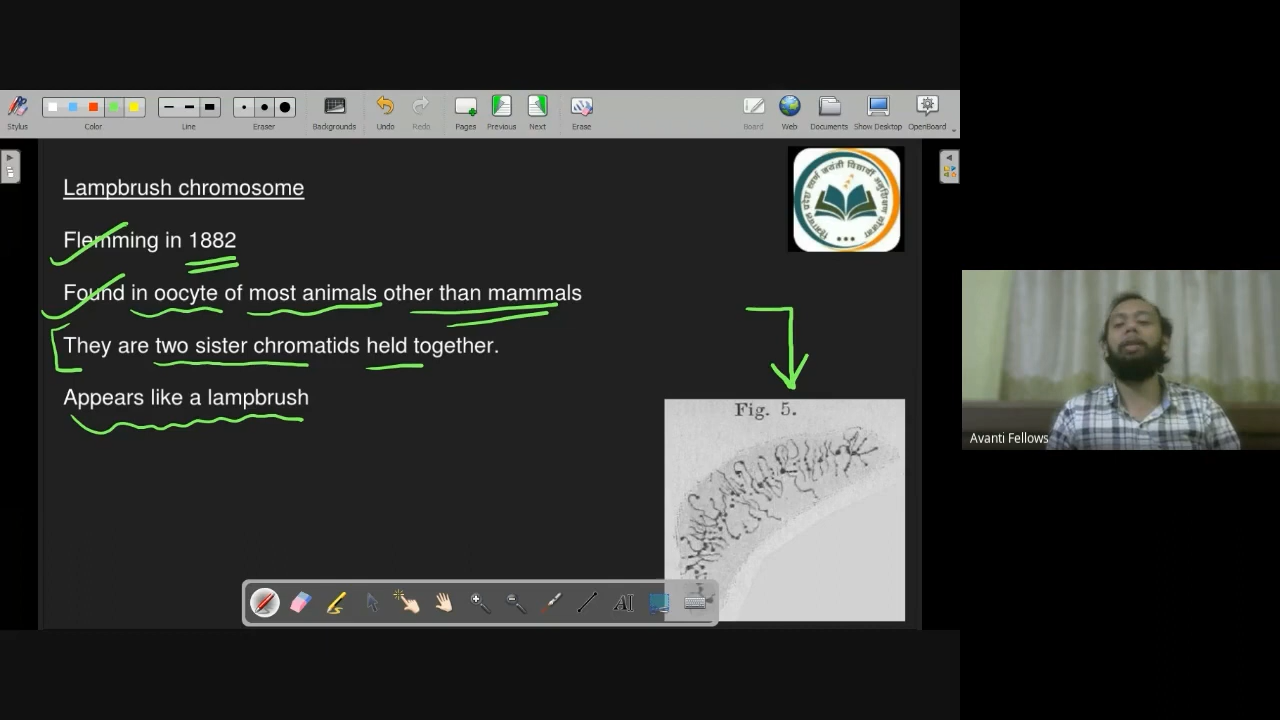 Stylus
Color
Line
Eraser
Backgrounds
Undo
Redo
Pages
Previous
Next
Erase
Board
Web
Documents
Show Desktop
OpenBoard
Lampbrush chromosome
Flemming in 1882
Found in oocyte of most animals other than mammals
They are two sister chromatids held together.
Appears like a lampbrush
Fig. 5.
AI
Avanti Fellows